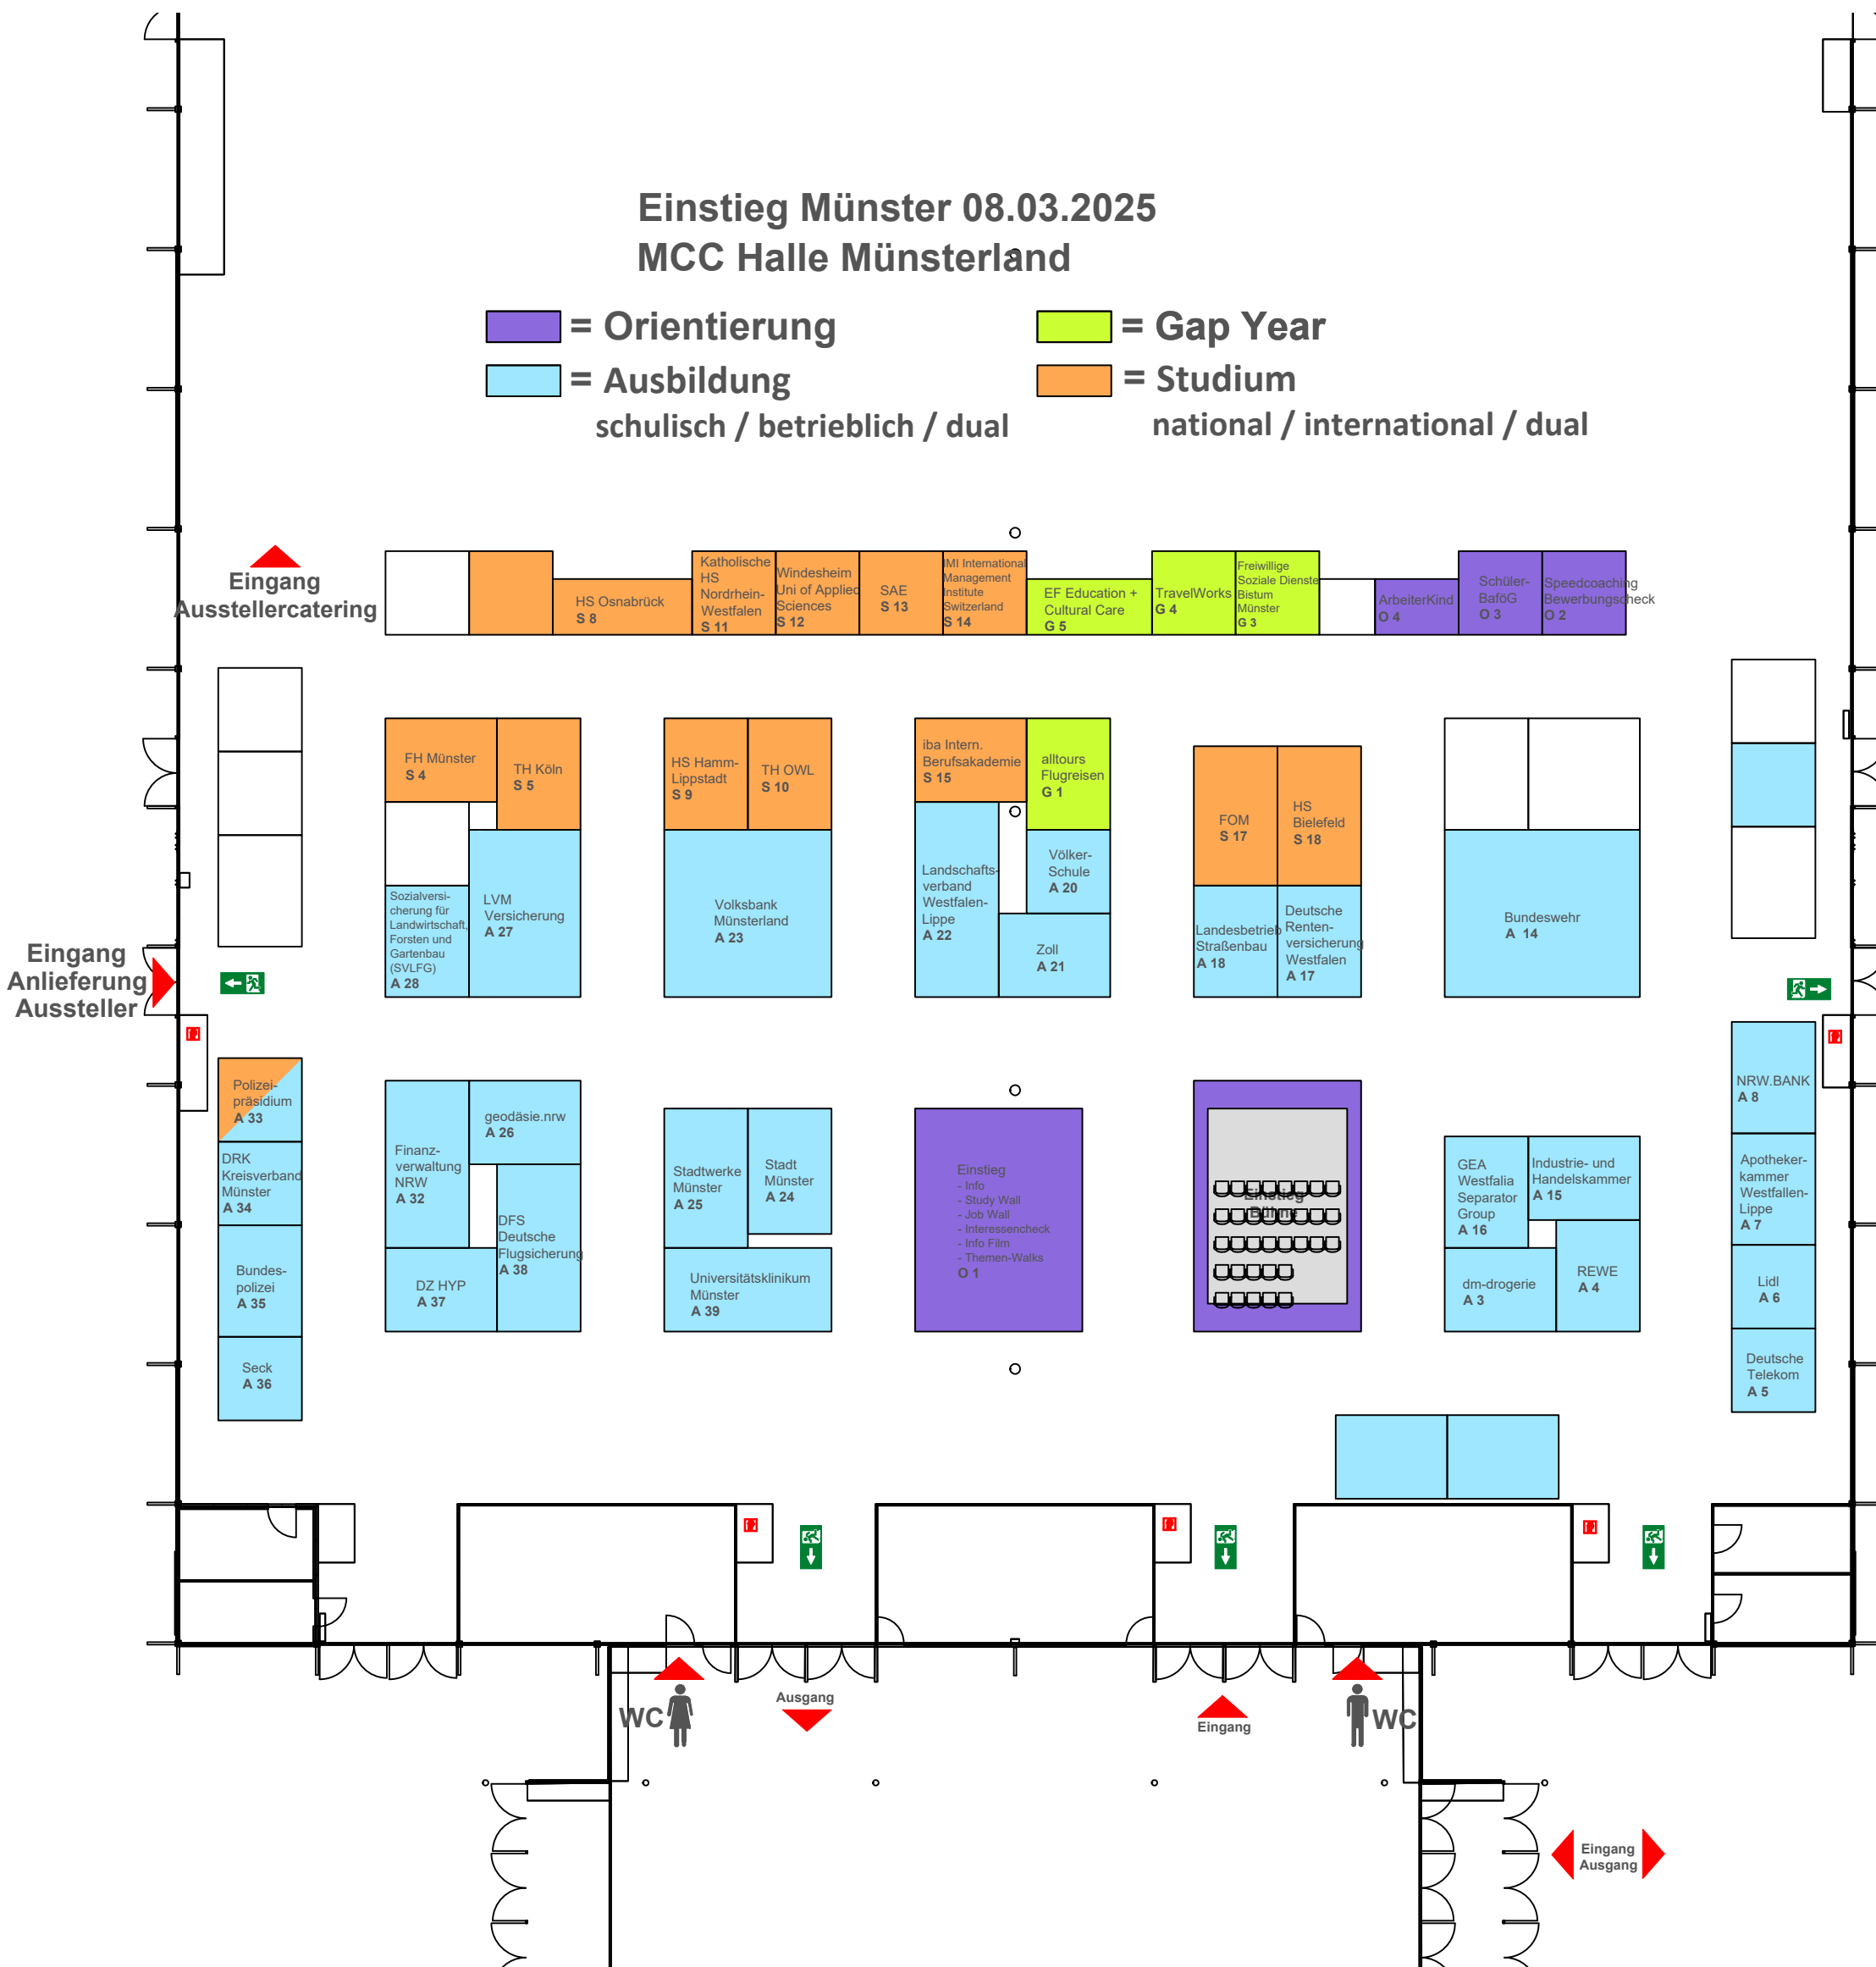 Einstieg Münster 08.03.2025
MCC Halle Münsterland
= Orientierung
= Gap Year
= Ausbildung
schulisch / betrieblich / dual
= Studium
national / international / dual
Eingang
Ausstellercatering
HS Osnabrück
S 8
Katholische
HS
Nordrhein-
Westfalen
S 11
Windesheim
Uni of Applied
Sciences
S 12
SAE
S 13
IMI International
Management
Institute
Switzerland
S 14
EF Education +
Cultural Care
G 5
TravelWorks
G 4
Freiwillige
Soziale Dienste
Bistum
Münster
G 3
ArbeiterKind
O 4
Schüler-
BaföG
O 3
Speedcoaching
Bewerbungscheck
O 2
FH Münster
S 4
TH Köln
S 5
HS Hamm-
Lippstadt
S 9
TH OWL
S 10
iba Intern.
Berufsakademie
S 15
alltours
Flugreisen
G 1
FOM
S 17
HS
Bielefeld
S 18
Sozialversi-
cherung für
Landwirtschaft,
Forsten und
Gartenbau
(SVLFG)
A 28
LVM
Versicherung
A 27
Volksbank
Münsterland
A 23
Landschafts-
verband
Westfalen-
Lippe
A 22
Völker-
Schule
A 20
Zoll
A 21
Landesbetrieb
Straßenbau
A 18
Deutsche
Renten-
versicherung
Westfalen
A 17
Bundeswehr
A 14
Eingang
Anlieferung
Aussteller
Polizei-
präsidium
A 33
DRK
Kreisverband
Münster
A 34
Bundes-
polizei
A 35
Seck
A 36
Finanz-
verwaltung
NRW
A 32
geodäsie.nrw
A 26
DFS
Deutsche
Flugsicherung
A 38
DZ HYP
A 37
Stadtwerke
Münster
A 25
Stadt
Münster
A 24
Universitätsklinikum
Münster
A 39
Einstieg
- Info
- Study Wall
- Job Wall
- Interessencheck
- Info Film
- Themen-Walks
O 1
Einstieg
Bühne
GEA
Westfalia
Separator
Group
A 16
Industrie- und
Handelskammer
A 15
dm-drogerie
A 3
REWE
A 4
NRW.BANK
A 8
Apotheker-
kammer
Westfallen-
Lippe
A 7
Lidl
A 6
Deutsche
Telekom
A 5
WC
Ausgang
Eingang
WC
Eingang
Ausgang